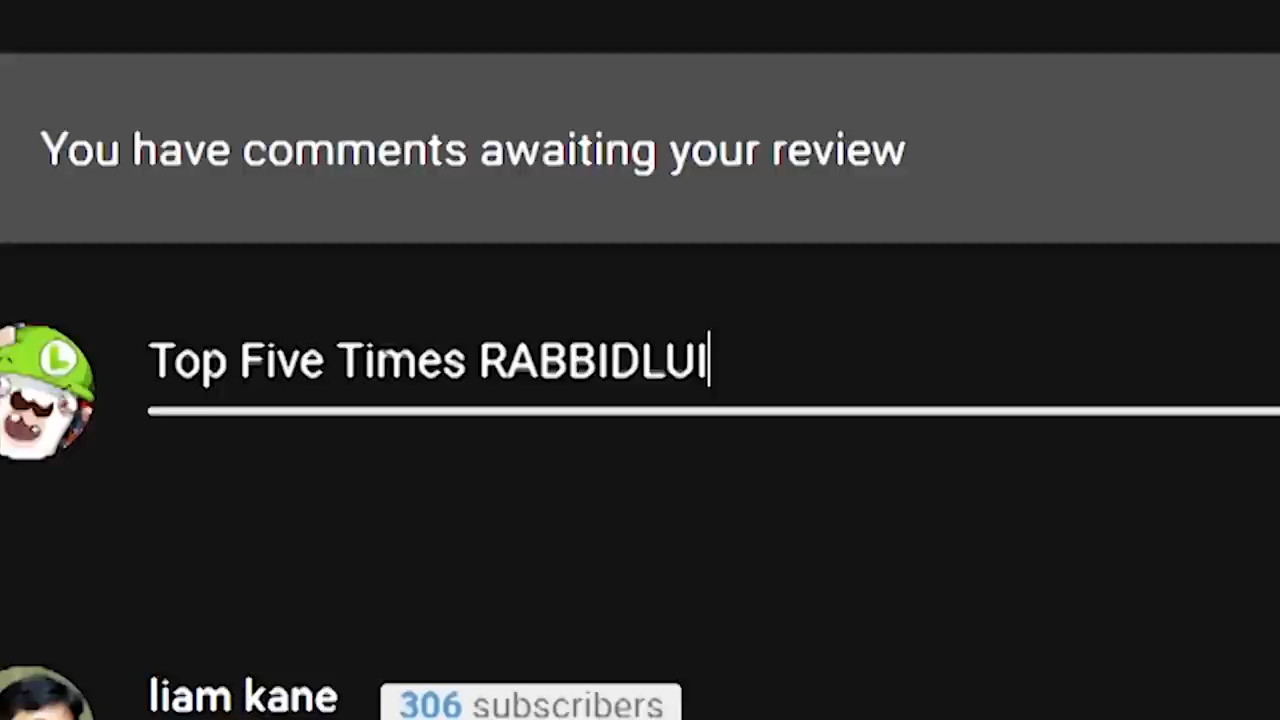 You have comments awaiting your review
L
Top Five Times RABBIDLUI
liam kane 306 subscribers